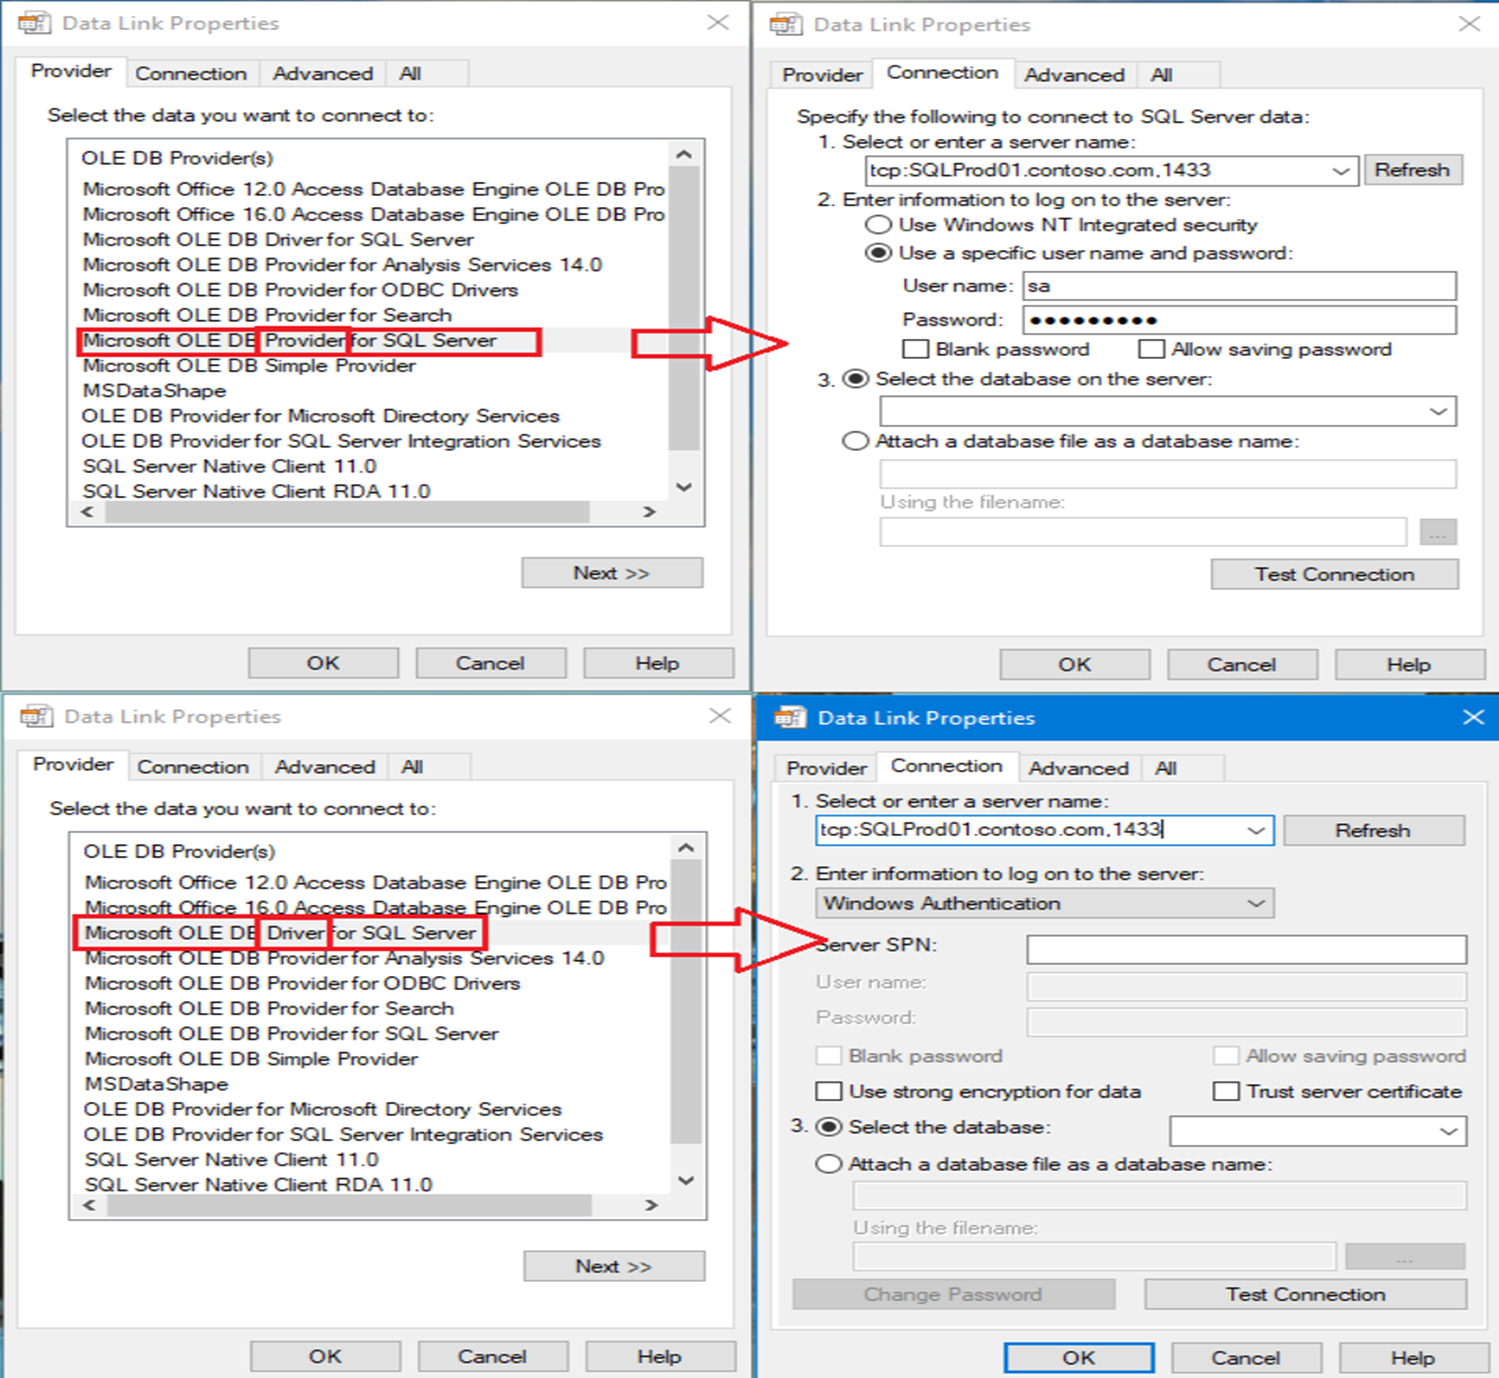 Data Link Properties
Provider Connection Advanced All
Select the data you want to connect to:
OLE DB Provider(s)
Microsoft Office 12.0 Access Database Engine OLE DB Pro
Microsoft Office 16.0 Access Database Engine OLE DB Pro
Microsoft OLE DB Driver for SQL Server
Microsoft OLE DB Provider for Analysis Services 14.0
Microsoft OLE DB Provider for ODBC Drivers
Microsoft OLE DB Provider for Search
Microsoft OLE DB Provider for SQL Server
Microsoft OLE DB Simple Provider
MSDataShape
OLE DB Provider for Microsoft Directory Services
OLE DB Provider for SQL Server Integration Services
SQL Server Native Client 11.0
SQL Server Native Client RDA 11.0
Next >>
OK Cancel Help
Data Link Properties
Provider Connection Advanced All
Specify the following to connect to SQL Server data:
1. Select or enter a server name:
tcp:SQLProd01.contoso.com,1433 Refresh
2. Enter information to log on to the server:
Use Windows NT Integrated security
Use a specific user name and password:
User name: sa
Password: ●●●●●●●●●
Blank password Allow saving password
3. Select the database on the server:
Attach a database file as a database name:
Using the filename:
...
Test Connection
OK Cancel Help
Data Link Properties
Provider Connection Advanced All
Select the data you want to connect to:
OLE DB Provider(s)
Microsoft Office 12.0 Access Database Engine OLE DB Pro
Microsoft Office 16.0 Access Database Engine OLE DB Pro
Microsoft OLE DB Driver for SQL Server
Microsoft OLE DB Provider for Analysis Services 14.0
Microsoft OLE DB Provider for ODBC Drivers
Microsoft OLE DB Provider for Search
Microsoft OLE DB Provider for SQL Server
Microsoft OLE DB Simple Provider
MSDataShape
OLE DB Provider for Microsoft Directory Services
OLE DB Provider for SQL Server Integration Services
SQL Server Native Client 11.0
SQL Server Native Client RDA 11.0
Next >>
OK Cancel Help
Data Link Properties
Provider Connection Advanced All
1. Select or enter a server name:
tcp:SQLProd01.contoso.com,1433 Refresh
2. Enter information to log on to the server:
Windows Authentication
Server SPN:
User name:
Password:
Blank password Allow saving password
Use strong encryption for data Trust server certificate
3. Select the database:
Attach a database file as a database name:
Using the filename:
...
Change Password Test Connection
OK Cancel Help